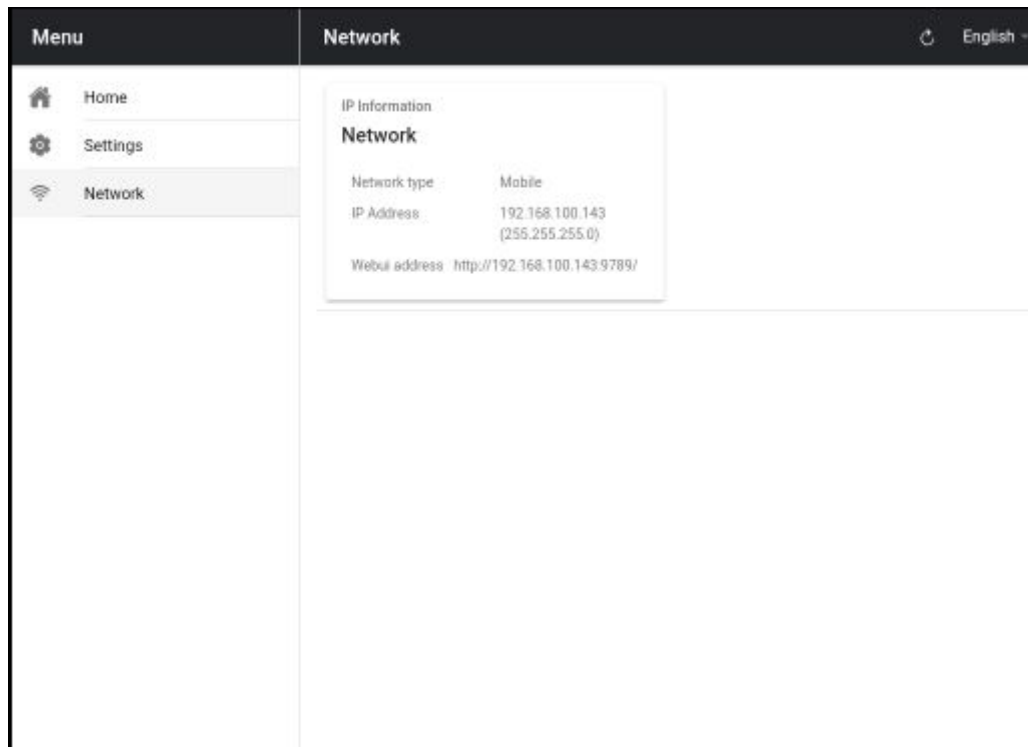 Menu
Network
English
Home
Settings
Network
IP Information
Network
Network type Mobile
IP Address 192.168.100.143
(255.255.255.0)
Webui address http://192.168.100.143:9789/